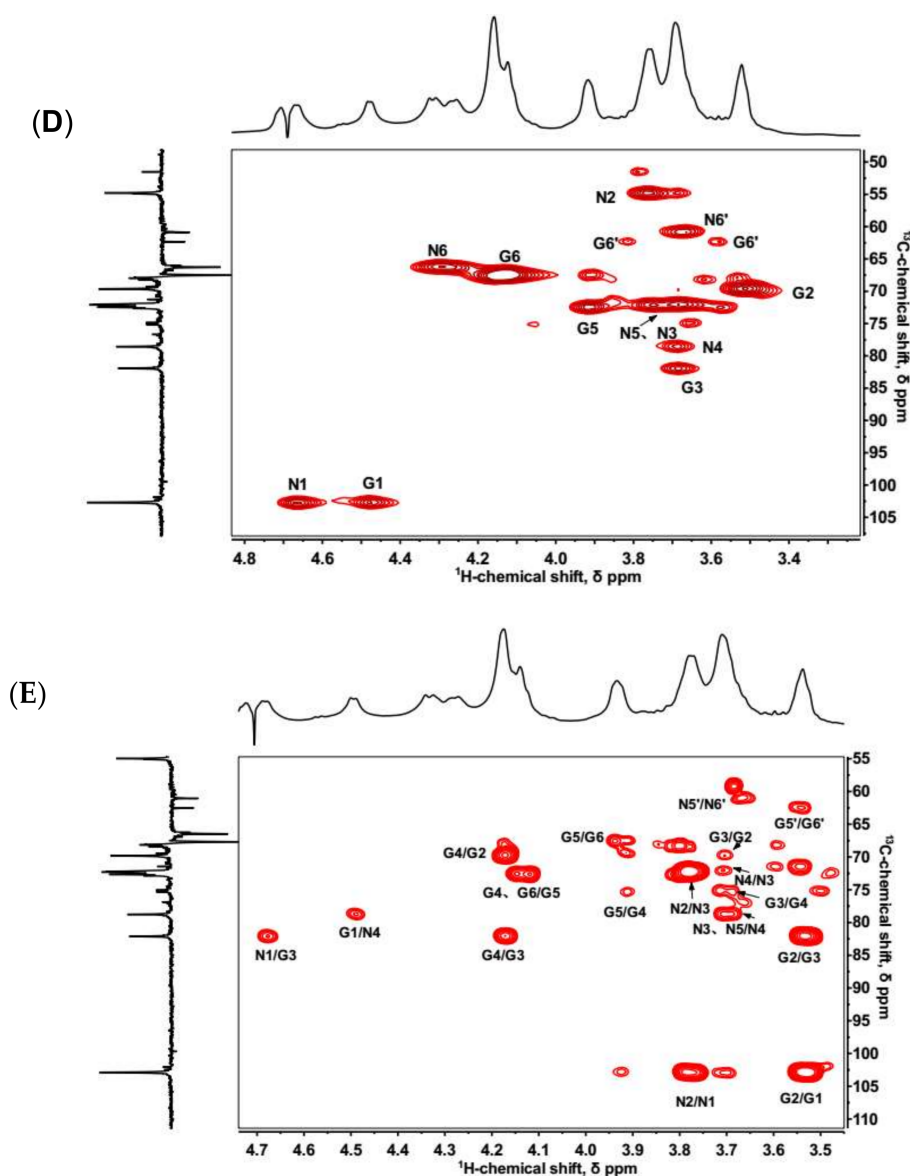 (D)
50
N2
55
N6'
60
G6'
G6'
N6
G6
65
G2
70
G5
N5、N3
75
N4
80
G3
85
90
95
N1
G1
100
105
¹³C-chemical shift, δ ppm
4.8
4.6
4.4
4.2
4.0
3.8
3.6
3.4
¹H-chemical shift, δ ppm
(E)
55
N5'/N6'
60
G5'/G6'
G5/G6
G3/G2
65
G4/G2
70
N4/N3
G4、G6/G5
N2/N3
G3/G4
75
G5/G4
N3、N5/N4
G1/N4
80
N1/G3
G4/G3
G2/G3
85
90
95
100
N2/N1
G2/G1
105
110
¹³C-chemical shift, δ ppm
4.7
4.6
4.5
4.4
4.3
4.2
4.1
4.0
3.9
3.8
3.7
3.6
3.5
¹H-chemical shift, δ ppm